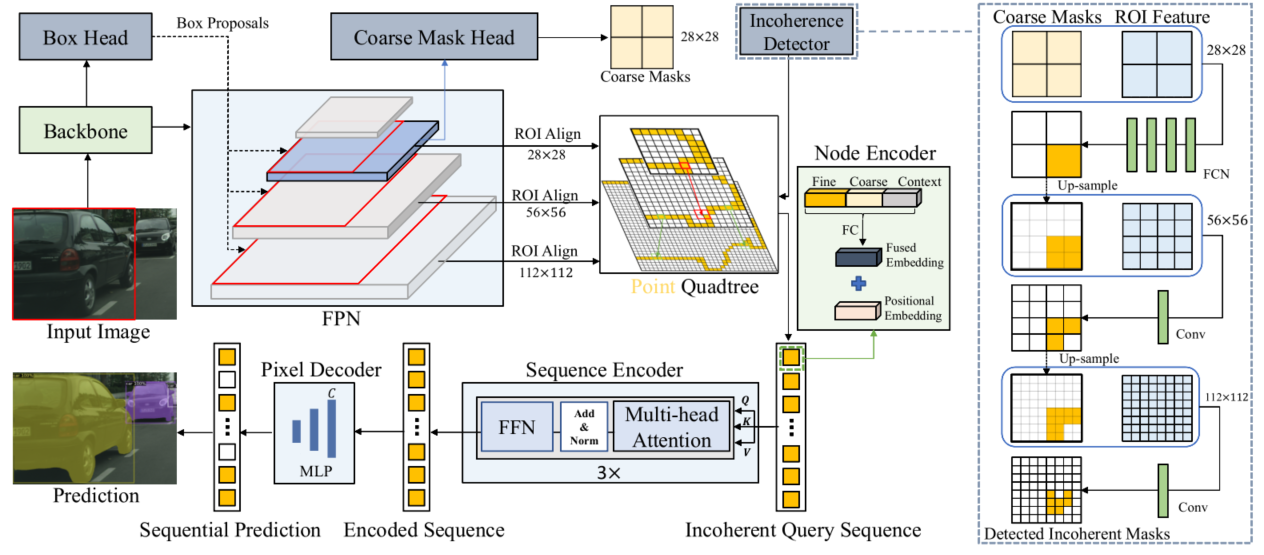 Box Head
Box Proposals
Coarse Mask Head
28×28
Coarse Masks
Incoherence
Detector
Backbone
ROI Align
28×28
ROI Align
56×56
ROI Align
112×112
FPN
Point Quadtree
Input Image
Node Encoder
Fine Coarse Context
FC
Fused
Embedding
Positional
Embedding
Coarse Masks ROI Feature
28×28
FCN
Up-sample
56×56
Conv
Up-sample
112×112
Conv
Detected Incoherent Masks
Prediction
Sequential Prediction
Pixel Decoder
C
MLP
Encoded Sequence
Sequence Encoder
FFN
Add
&
Norm
Multi-head
Attention
Q
K
V
3×
Incoherent Query Sequence